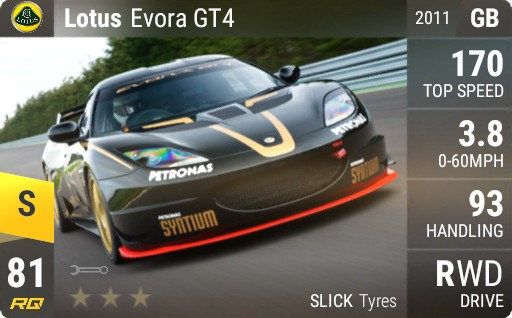 LOTUS
Lotus Evora GT4
2011 GB
170
TOP SPEED
3.8
0-60MPH
93
HANDLING
RWD
DRIVE
S
81
RQ
PETRONAS
PETRONAS
PETRONAS
SYNTIUM
SYNTIUM
SLICK Tyres